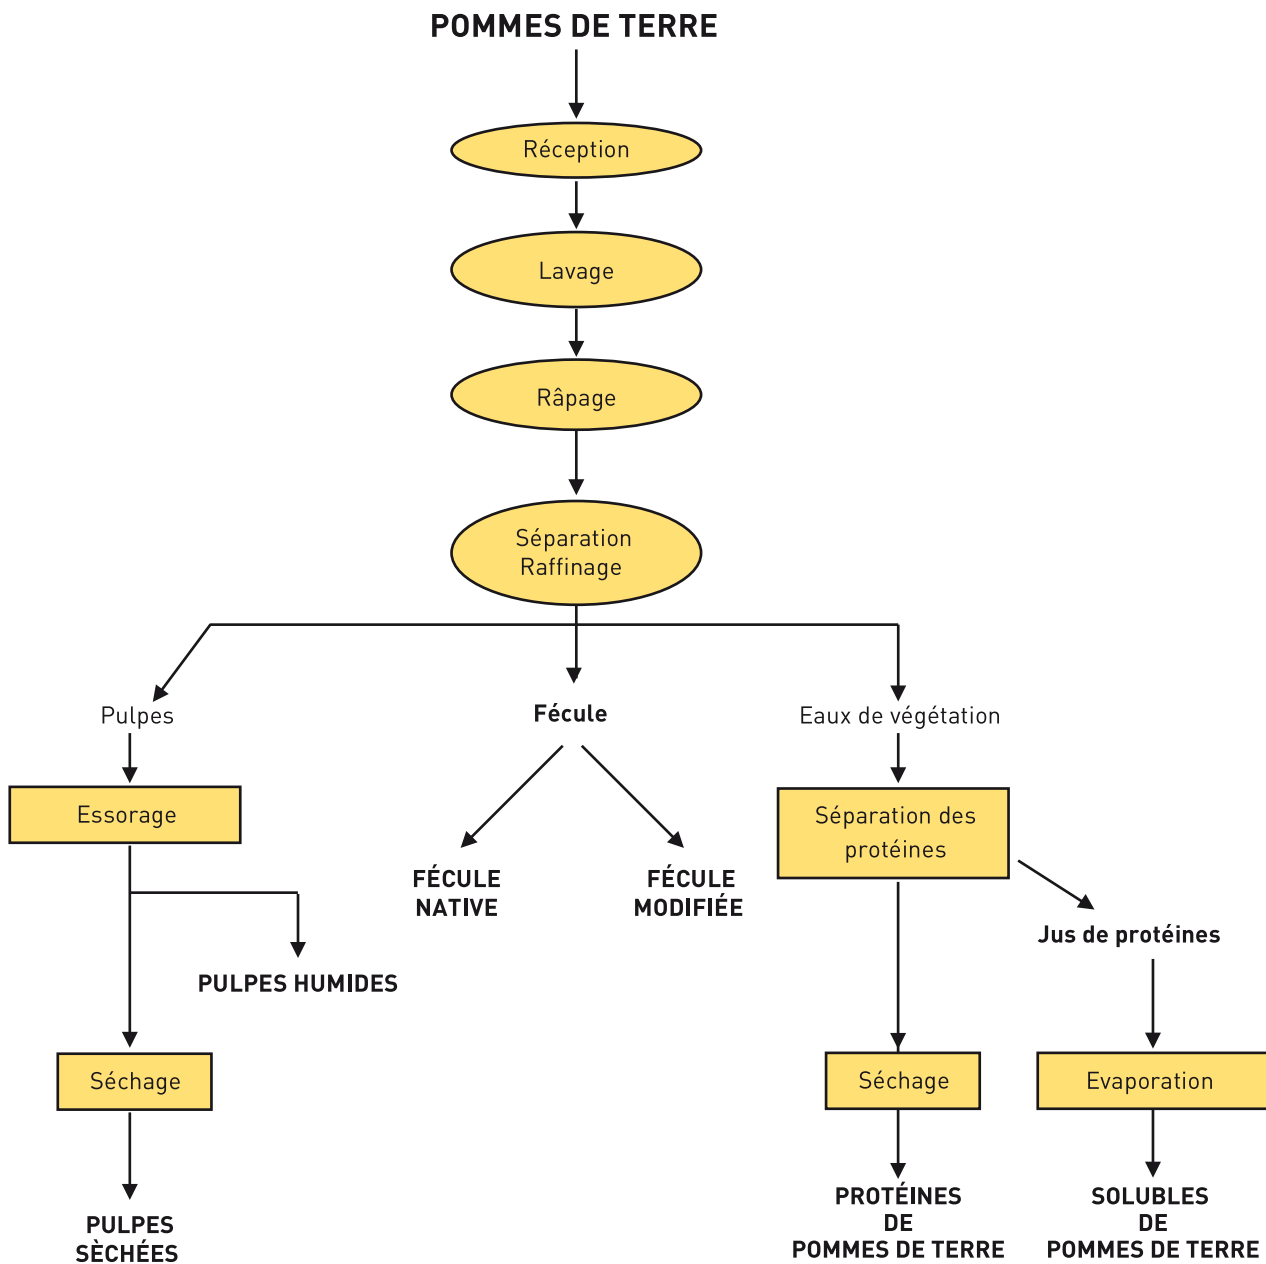 POMMES DE TERRE
Réception
Lavage
Râpage
Séparation
Raffinage
Pulpes
Fécule
Eaux de végétation
Essorage
Séparation des
protéines
FÉCULE
NATIVE
FÉCULE
MODIFIÉE
Jus de protéines
PULPES HUMIDES
Séchage
Séchage
Evaporation
PULPES
SÈCHÉES
PROTÉINES
DE
POMMES DE TERRE
SOLUBLES
DE
POMMES DE TERRE